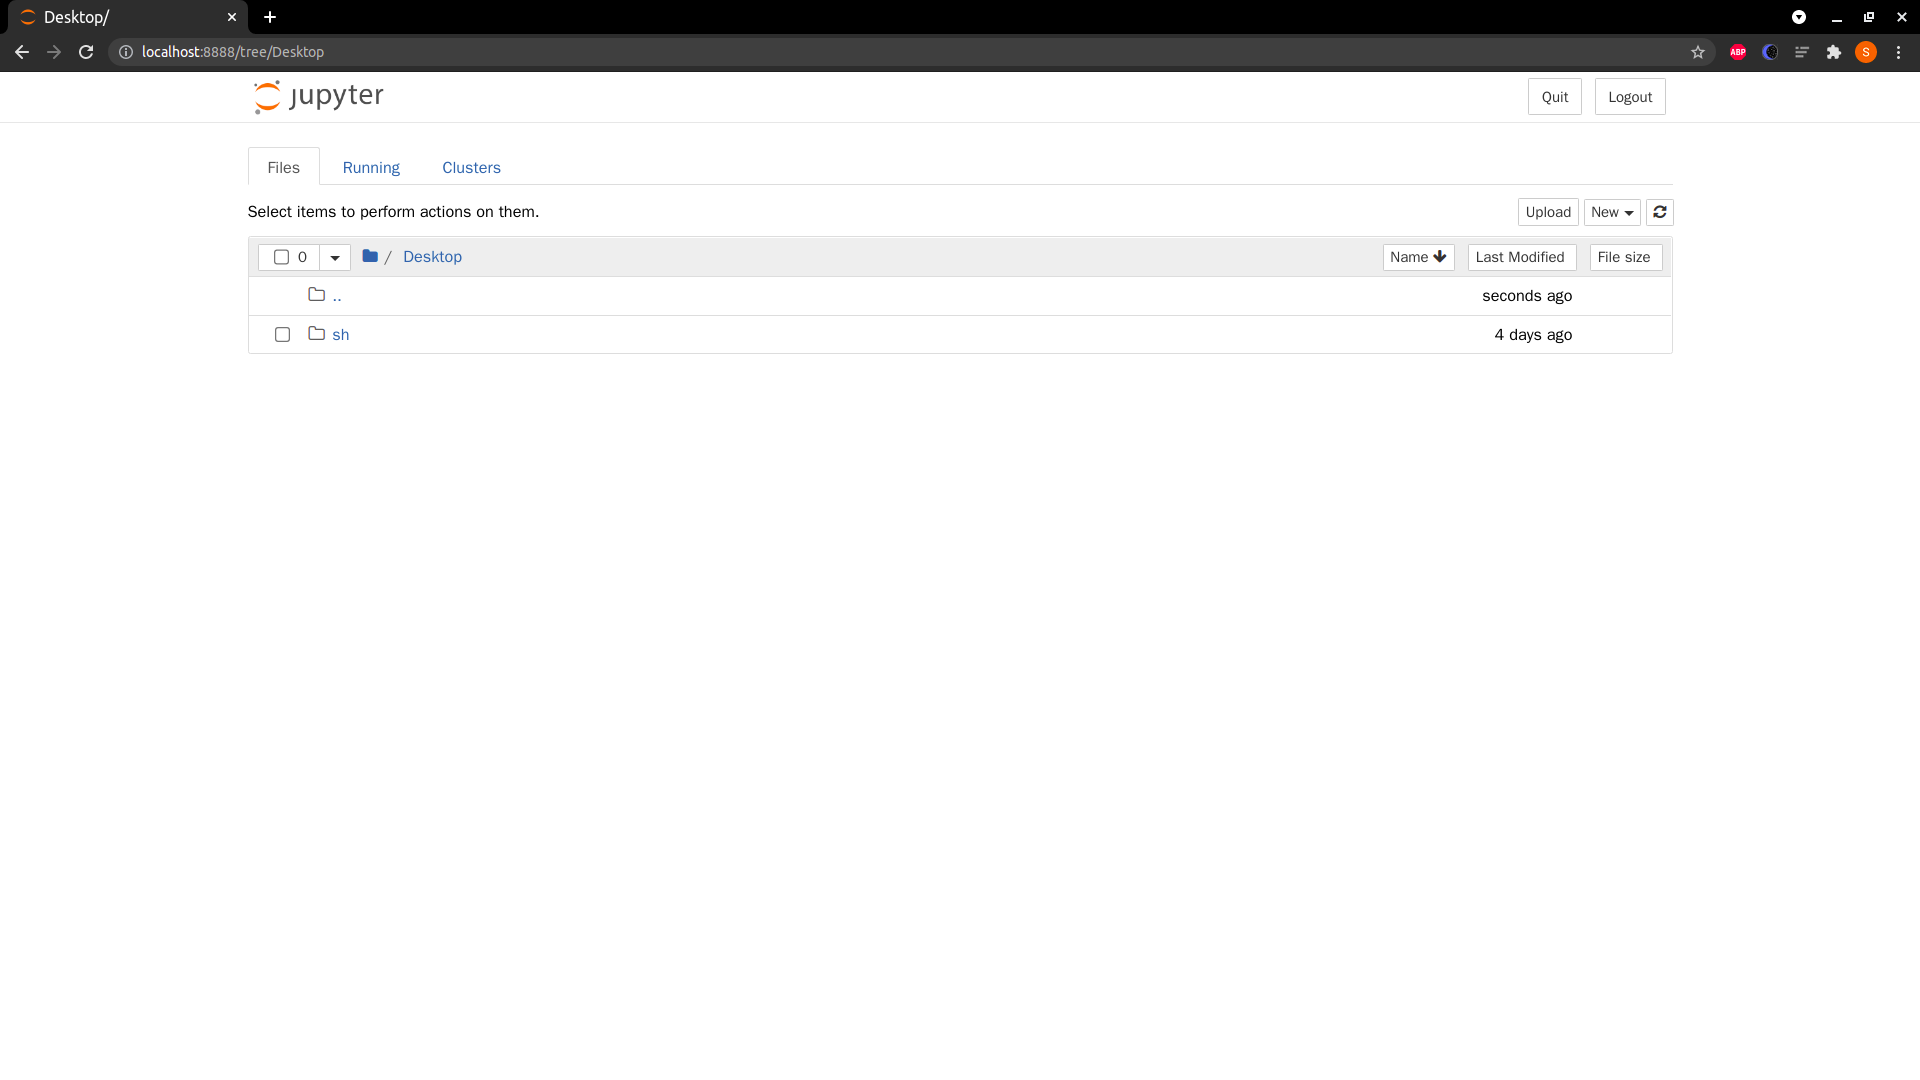 Desktop/
localhost:8888/tree/Desktop
ABP
S
jupyter
Quit
Logout
Files
Running
Clusters
Select items to perform actions on them.
Upload
New
0
/ Desktop
Name
Last Modified
File size
..
seconds ago
sh
4 days ago